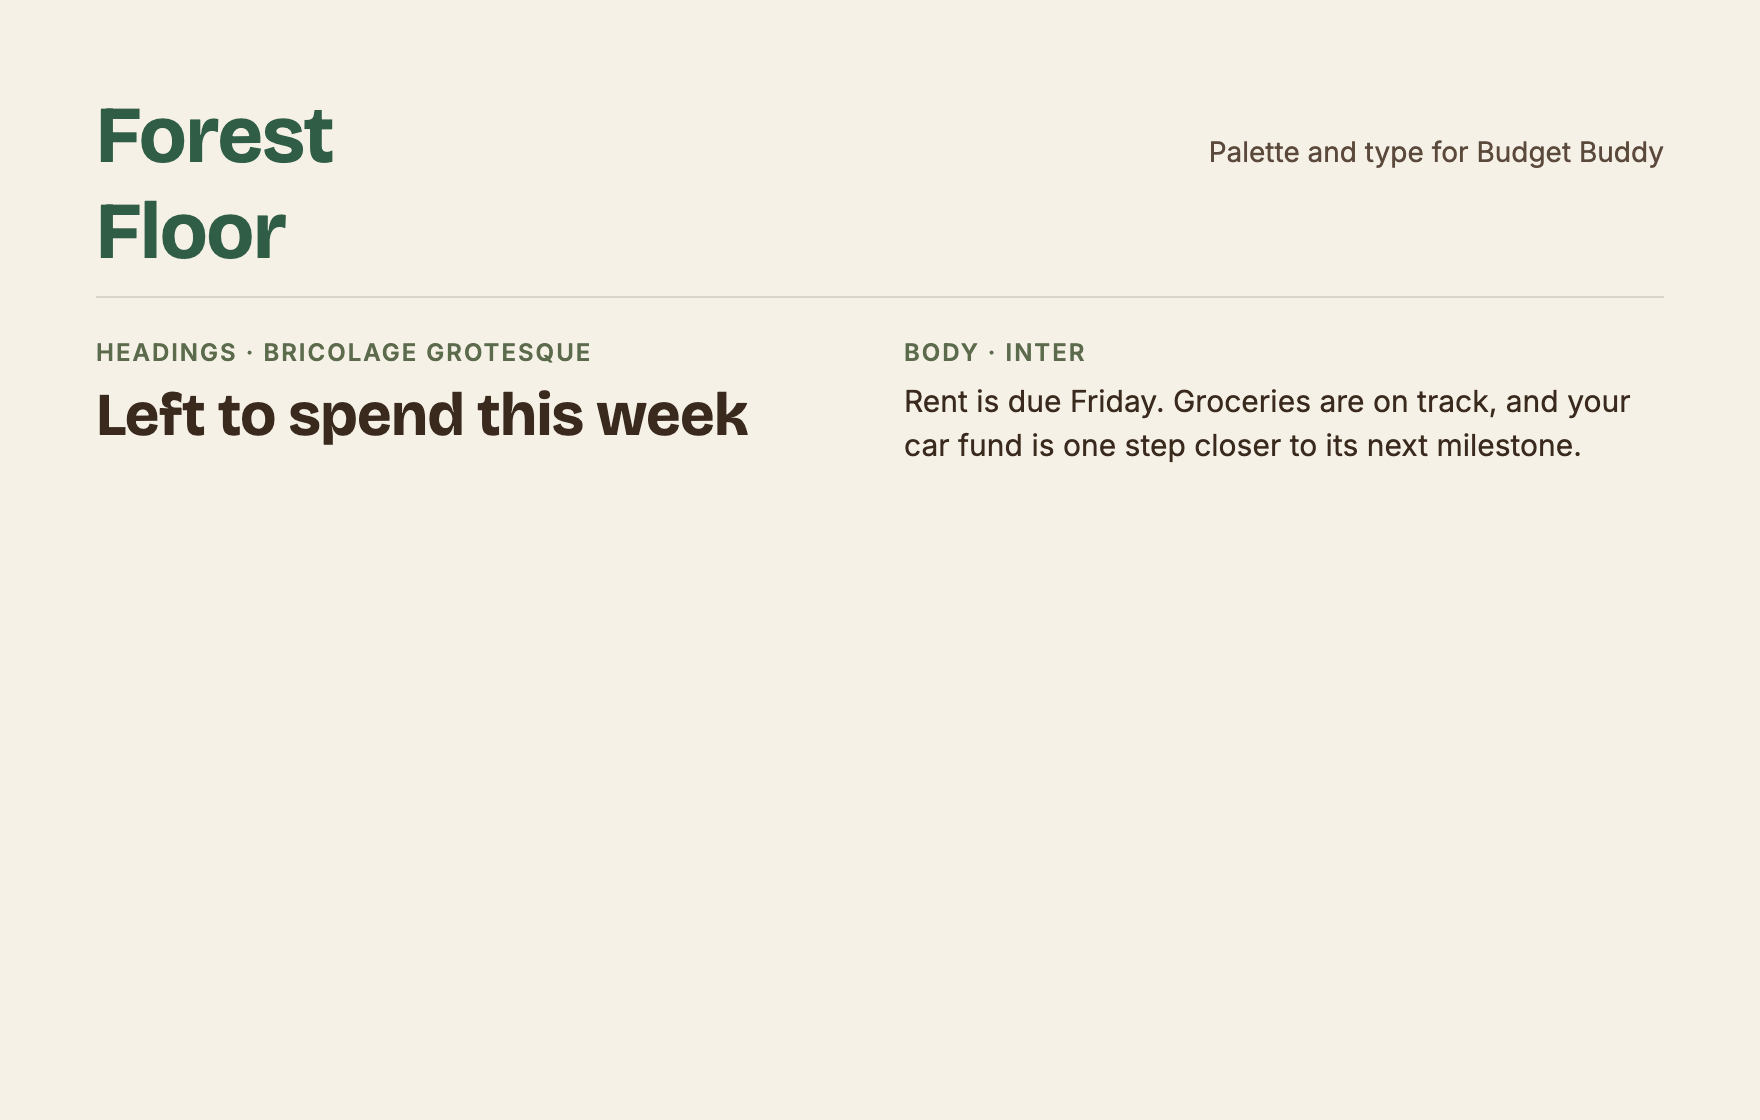 Forest
Floor
Palette and type for Budget Buddy
HEADINGS · BRICOLAGE GROTESQUE
Left to spend this week
BODY · INTER
Rent is due Friday. Groceries are on track, and your
car fund is one step closer to its next milestone.